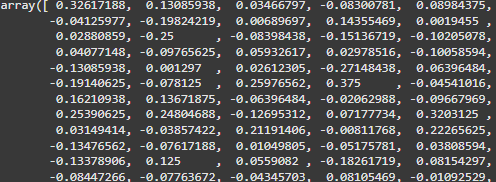 array([ 0.32617188, 0.13085938, 0.03466797, -0.08300781, 0.08984375,
-0.04125977, -0.19824219, 0.00689697, 0.14355469, 0.0019455 ,
0.02880859, -0.25 , -0.08398438, -0.15136719, -0.10205078,
0.04077148, -0.09765625, 0.05932617, 0.02978516, -0.10058594,
-0.13085938, 0.001297 , 0.02612305, -0.27148438, 0.06396484,
-0.19140625, -0.078125 , 0.25976562, 0.375 , -0.04541016,
0.16210938, 0.13671875, -0.06396484, -0.02062988, -0.09667969,
0.25390625, 0.24804688, -0.12695312, 0.07177734, 0.3203125 ,
0.03149414, -0.03857422, 0.21191406, -0.00811768, 0.22265625,
-0.13476562, -0.07617188, 0.01049805, -0.05175781, 0.03808594,
-0.13378906, 0.125 , 0.0559082 , -0.18261719, 0.08154297,
-0.08447266, -0.07763672, -0.04345703, 0.08105469, -0.01092529,